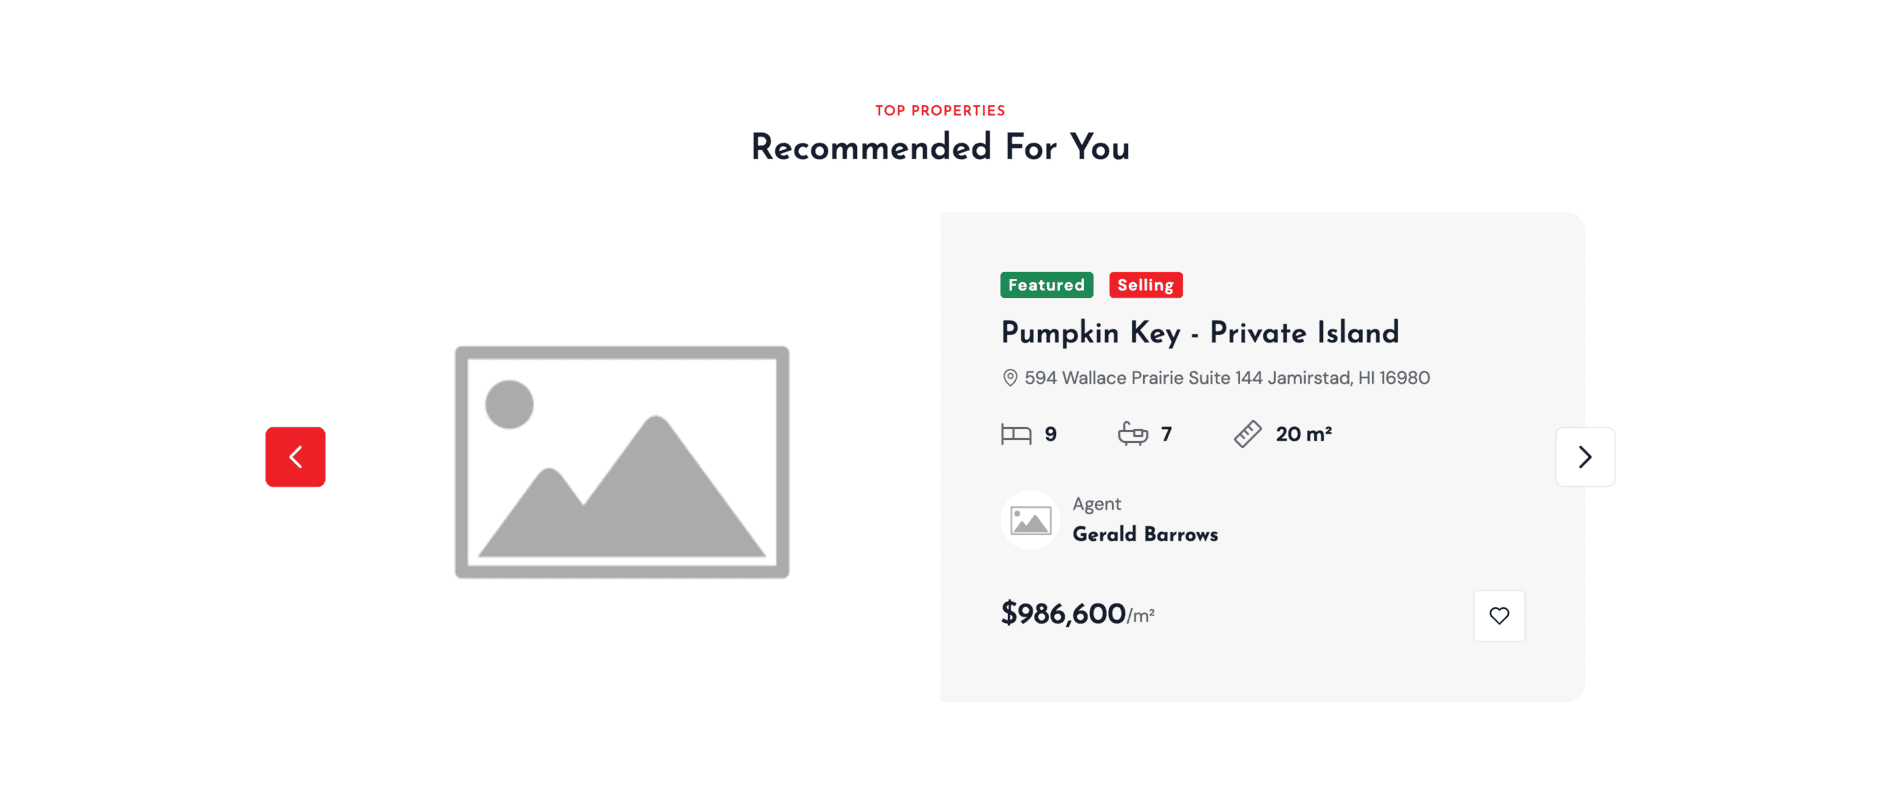 TOP PROPERTIES
Recommended For You
Featured Selling
Pumpkin Key - Private Island
594 Wallace Prairie Suite 144 Jamirstad, HI 16980
9 7 20 m²
Agent
Gerald Barrows
$986,600/m²